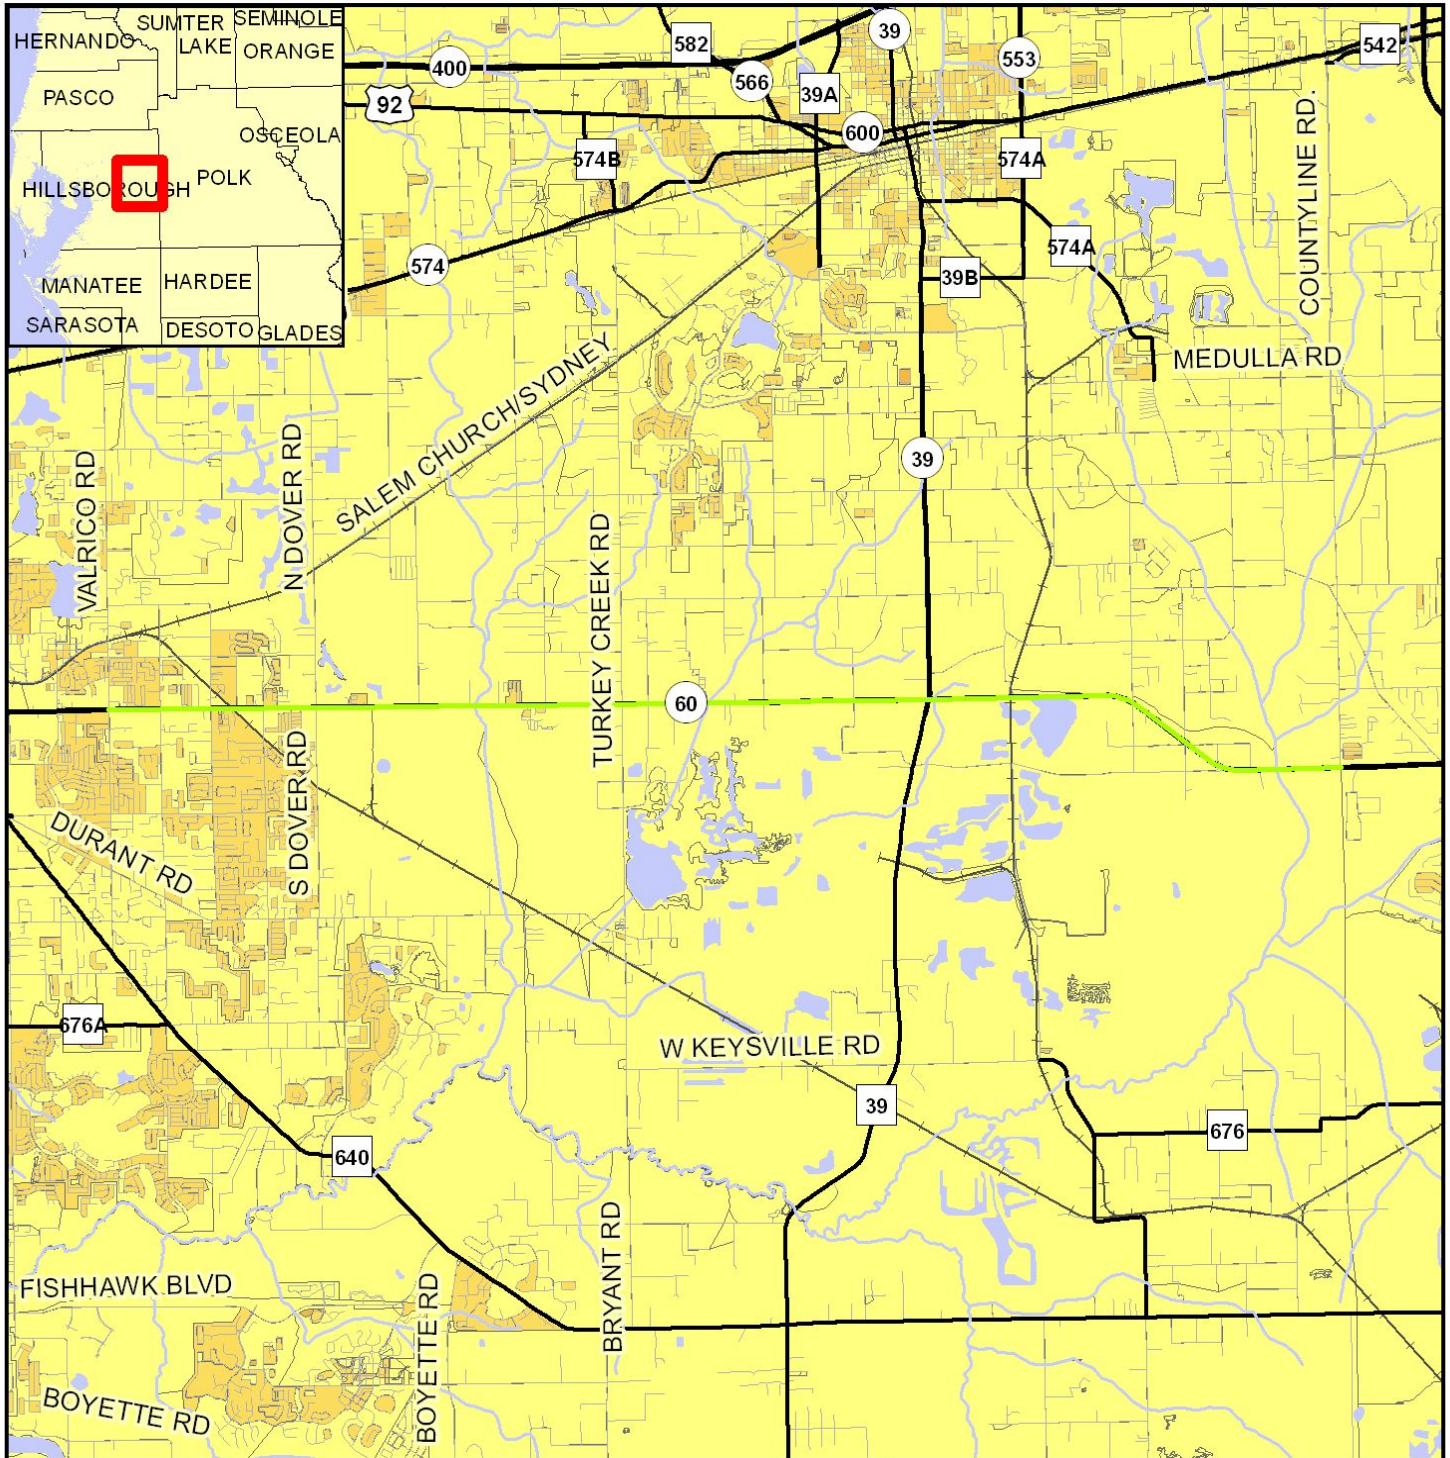 SUMTER
SEMINOLE
HERNANDO
LAKE
ORANGE
PASCO
OSCEOLA
HILLSBOROUGH
POLK
MANATEE
HARDEE
SARASOTA
DESOTO
GLADES
400
92
582
566
39A
39
553
542
600
574B
574A
574
574A
39B
COUNTYLINE RD.
MEDULLA RD
SALEM CHURCH/SYDNEY
VALRICO RD
N DOVER RD
39
TURKEY CREEK RD
60
S DOVER RD
DURANT RD
676A
W KEYSVILLE RD
39
676
640
FISHHAWK BLVD
BOYETTE RD
BRYANT RD
BOYETTE RD